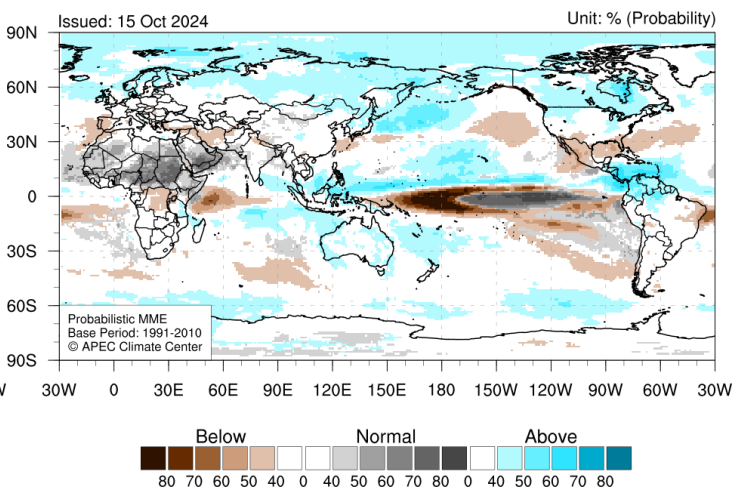 Issued: 15 Oct 2024
Unit: % (Probability)
90N
60N
30N
0
30S
60S
90S
Probabilistic MME
Base Period: 1991-2010
© APEC Climate Center
W 30W 0 30E 60E 90E 120E 150E 180 150W 120W 90W 60W 30W
Below Normal Above
80 70 60 50 40 0 40 50 60 70 80 0 40 50 60 70 80